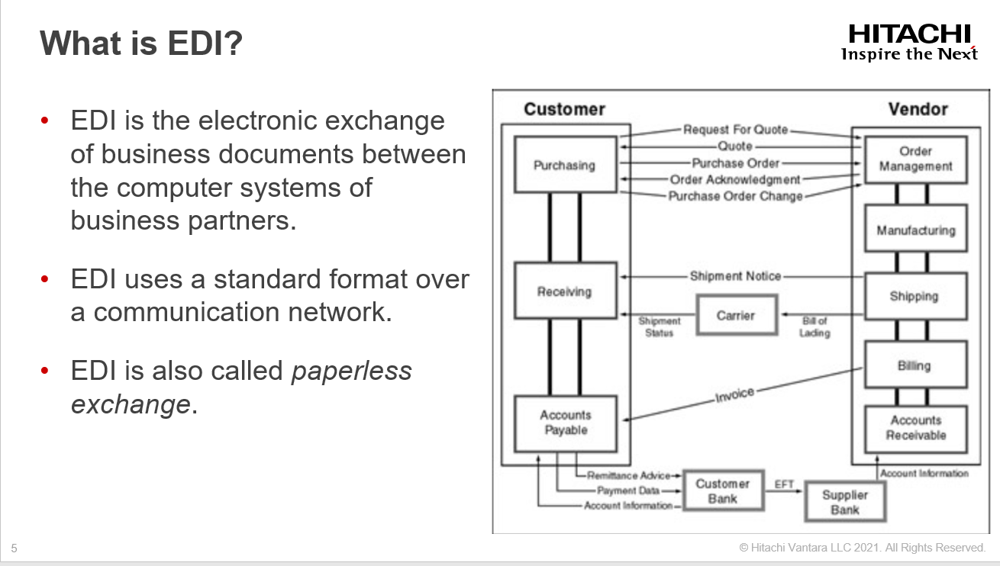 What is EDI?
HITACHI
Inspire the Next
• EDI is the electronic exchange
of business documents between
the computer systems of
business partners.
• EDI uses a standard format over
a communication network.
• EDI is also called paperless
exchange.
Customer
Vendor
Request For Quote
Quote
Purchase Order
Order Acknowledgment
Purchase Order Change
Purchasing
Order
Management
Manufacturing
Shipment Notice
Receiving
Shipping
Carrier
Shipment
Status
Bill of
Lading
Billing
Invoice
Accounts
Payable
Accounts
Receivable
Remittance Advice
Payment Data
Account Information
Customer
Bank
EFT
Supplier
Bank
Account Information
5
© Hitachi Vantara LLC 2021. All Rights Reserved.